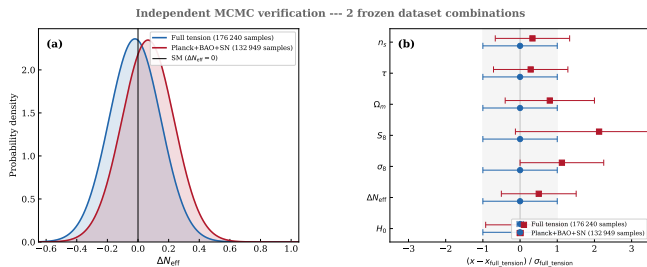 Independent MCMC verification --- 2 frozen dataset combinations
(a)
Full tension (176 240 samples)
Planck+BAO+SN (132 949 samples)
SM (ΔN_eff = 0)
Probability density
0.0
0.5
1.0
1.5
2.0
−0.6 −0.4 −0.2 0.0 0.2 0.4 0.6 0.8 1.0
ΔN_eff
(b)
n_s
τ
Ω_m
S_8
σ_8
ΔN_eff
H_0
Full tension (176 240 samples)
Planck+BAO+SN (132 949 samples)
−3 −2 −1 0 1 2 3
(x − x_full_tension) / σ_full_tension